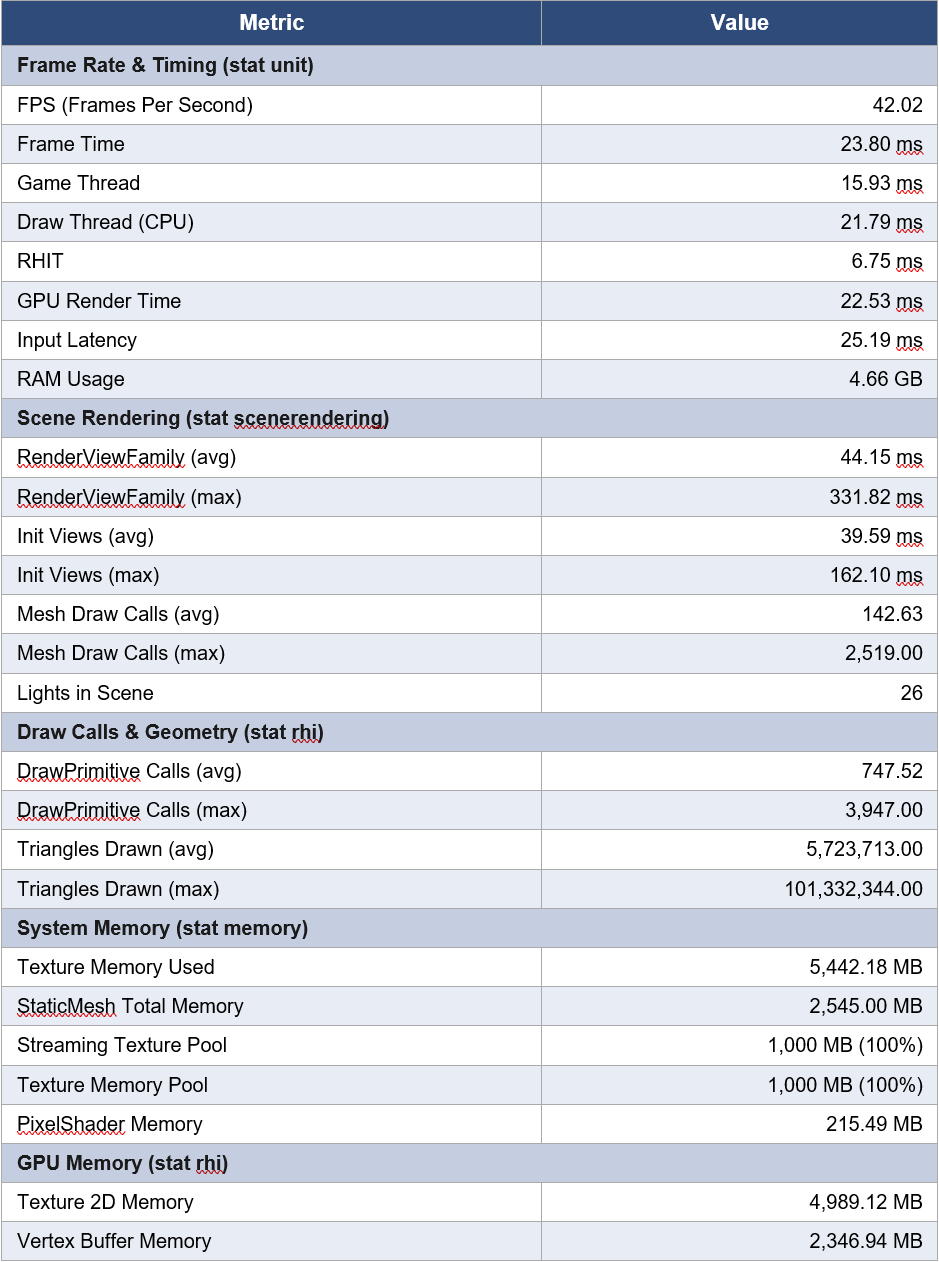 Metric Value
Frame Rate & Timing (stat unit)
FPS (Frames Per Second) 42.02
Frame Time 23.80 ms
Game Thread 15.93 ms
Draw Thread (CPU) 21.79 ms
RHIT 6.75 ms
GPU Render Time 22.53 ms
Input Latency 25.19 ms
RAM Usage 4.66 GB
Scene Rendering (stat scenerendering)
RenderViewFamily (avg) 44.15 ms
RenderViewFamily (max) 331.82 ms
Init Views (avg) 39.59 ms
Init Views (max) 162.10 ms
Mesh Draw Calls (avg) 142.63
Mesh Draw Calls (max) 2,519.00
Lights in Scene 26
Draw Calls & Geometry (stat rhi)
DrawPrimitive Calls (avg) 747.52
DrawPrimitive Calls (max) 3,947.00
Triangles Drawn (avg) 5,723,713.00
Triangles Drawn (max) 101,332,344.00
System Memory (stat memory)
Texture Memory Used 5,442.18 MB
StaticMesh Total Memory 2,545.00 MB
Streaming Texture Pool 1,000 MB (100%)
Texture Memory Pool 1,000 MB (100%)
PixelShader Memory 215.49 MB
GPU Memory (stat rhi)
Texture 2D Memory 4,989.12 MB
Vertex Buffer Memory 2,346.94 MB